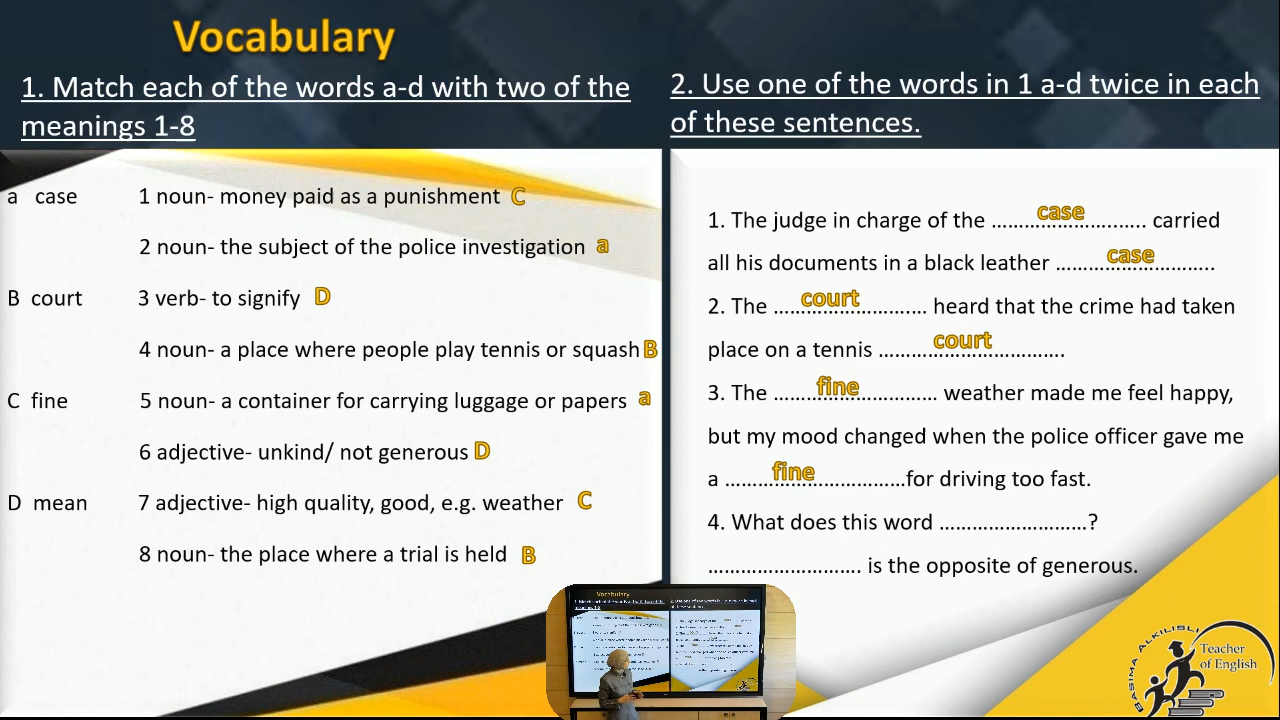 Vocabulary
1. Match each of the words a-d with two of the
meanings 1-8
a case 1 noun- money paid as a punishment C
2 noun- the subject of the police investigation a
B court 3 verb- to signify D
4 noun- a place where people play tennis or squash B
C fine 5 noun- a container for carrying luggage or papers a
6 adjective- unkind/ not generous D
D mean 7 adjective- high quality, good, e.g. weather C
8 noun- the place where a trial is held B
2. Use one of the words in 1 a-d twice in each
of these sentences.
1. The judge in charge of the ...case... carried
all his documents in a black leather ...case...
2. The ...court... heard that the crime had taken
place on a tennis ...court...
3. The ...fine... weather made me feel happy,
but my mood changed when the police officer gave me
a ...fine...for driving too fast.
4. What does this word ...........................?
............................ is the opposite of generous.
BASIMA ALKILISLI
Teacher
of English
Vocabulary